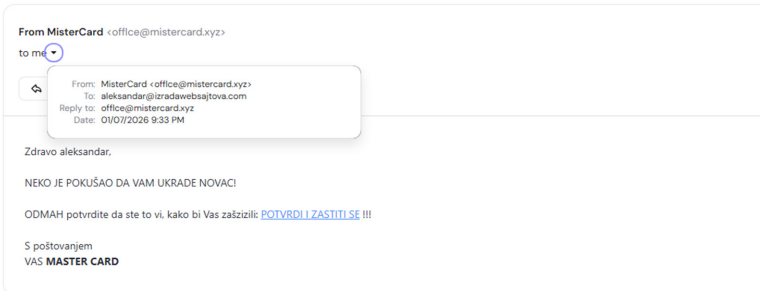 From MisterCard <offlce@mistercard.xyz>
to me
From: MisterCard <offlce@mistercard.xyz>
To: aleksandar@izradawebsajtova.com
Reply to: offlce@mistercard.xyz
Date: 01/07/2026 9:33 PM
Zdravo aleksandar,
NEKO JE POKUŠAO DA VAM UKRADE NOVAC!
ODMAH potvrdite da ste to vi, kako bi Vas zašzizili: POTVRDI I ZASTITI SE !!!
S poštovanjem
VAS MASTER CARD